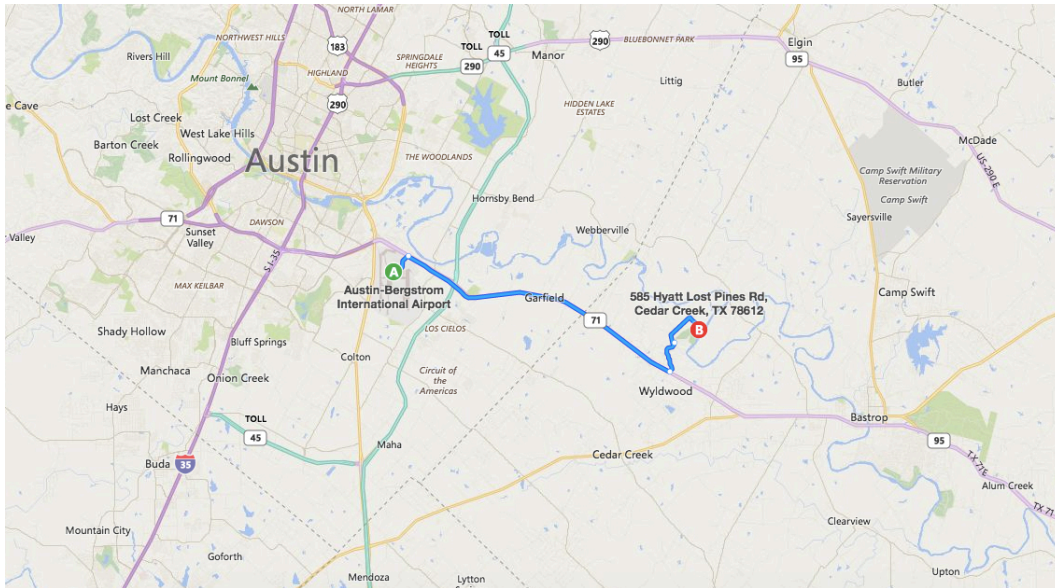 NORTH LAMAR
NORTHWEST HILLS
183
TOLL
TOLL
45
290
BLUEBONNET PARK
Elgin
Rivers Hill
SPRINGDALE
HEIGHTS
290
Manor
95
Mount Bonnel
HIGHLAND
Littig
Butler
e Cave
290
HIDDEN LAKE
ESTATES
Lost Creek
West Lake Hills
Barton Creek
Rollingwood
Austin
THE WOODLANDS
McDade
US-290 E
Camp Swift Military
Reservation
Camp Swift
Hornsby Bend
71
DAWSON
Sayersville
Sunset
Valley
Webberville
r Valley
S I-35
A
Austin-Bergstrom
International Airport
MAX KEILBAR
Garfield
585 Hyatt Lost Pines Rd,
Cedar Creek, TX 78612
Camp Swift
71
B
Shady Hollow
LOS CIELOS
Bluff Springs
Colton
Manchaca
Onion Creek
Circuit of
the
Americas
Wyldwood
Hays
TOLL
45
Bastrop
Maha
95
Cedar Creek
Buda
35
TX 71 E
Alum Creek
TX 71
Mountain City
Clearview
Goforth
Upton
Mendoza
Lytton